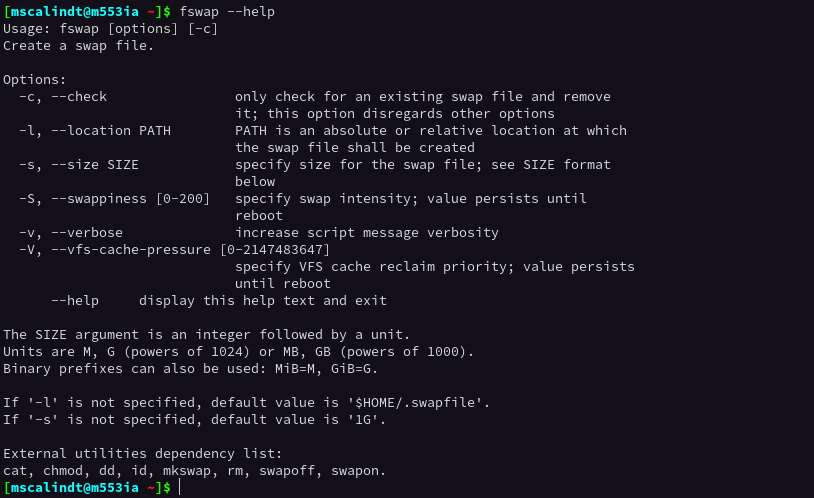 [mscalindt@m553ia ~]$ fswap --help
Usage: fswap [options] [-c]
Create a swap file.
Options:
-c, --check only check for an existing swap file and remove
it; this option disregards other options
-l, --location PATH PATH is an absolute or relative location at which
the swap file shall be created
-s, --size SIZE specify size for the swap file; see SIZE format
below
-S, --swappiness [0-200] specify swap intensity; value persists until
reboot
-v, --verbose increase script message verbosity
-V, --vfs-cache-pressure [0-2147483647]
specify VFS cache reclaim priority; value persists
until reboot
--help display this help text and exit
The SIZE argument is an integer followed by a unit.
Units are M, G (powers of 1024) or MB, GB (powers of 1000).
Binary prefixes can also be used: MiB=M, GiB=G.
If '-l' is not specified, default value is '$HOME/.swapfile'.
If '-s' is not specified, default value is '1G'.
External utilities dependency list:
cat, chmod, dd, id, mkswap, rm, swapoff, swapon.
[mscalindt@m553ia ~]$